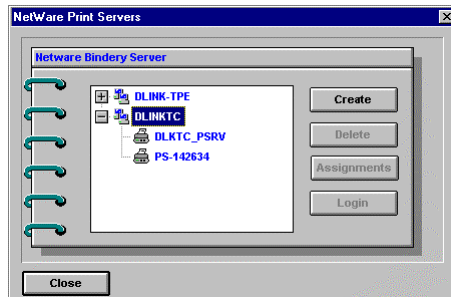 NetWare Print Servers
Netware Bindery Server
DLINK-TPE
DLINKTC
DLKTC_PSRV
PS-142634
Create
Delete
Assignments
Login
Close